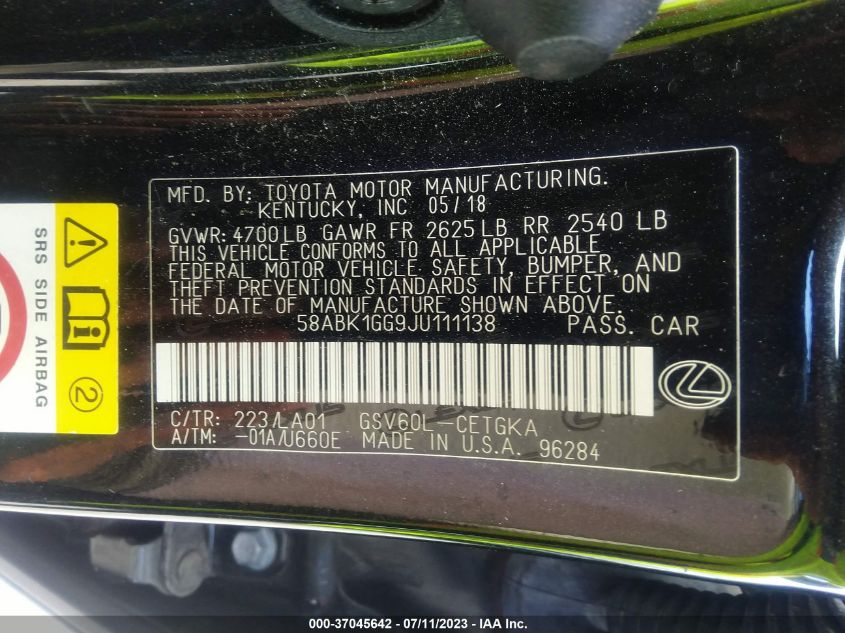 MFD. BY: TOYOTA MOTOR MANUFACTURING.
KENTUCKY, INC 05/18
GVWR: 4700LB GAWR FR 2625LB RR 2540 LB
THIS VEHICLE CONFORMS TO ALL APPLICABLE
FEDERAL MOTOR VEHICLE SAFETY, BUMPER, AND
THEFT PREVENTION STANDARDS IN EFFECT ON
THE DATE OF MANUFACTURE SHOWN ABOVE.
58ABK1GG9JU111138 PASS. CAR
C/TR: 223/LA01 GSV60L-CETGKA
A/TM: -01A/U660E MADE IN U.S.A. 96284
SRS SIDE AIRBAG
2
000-37045642 / 07/11/2023 - IAA Corp.